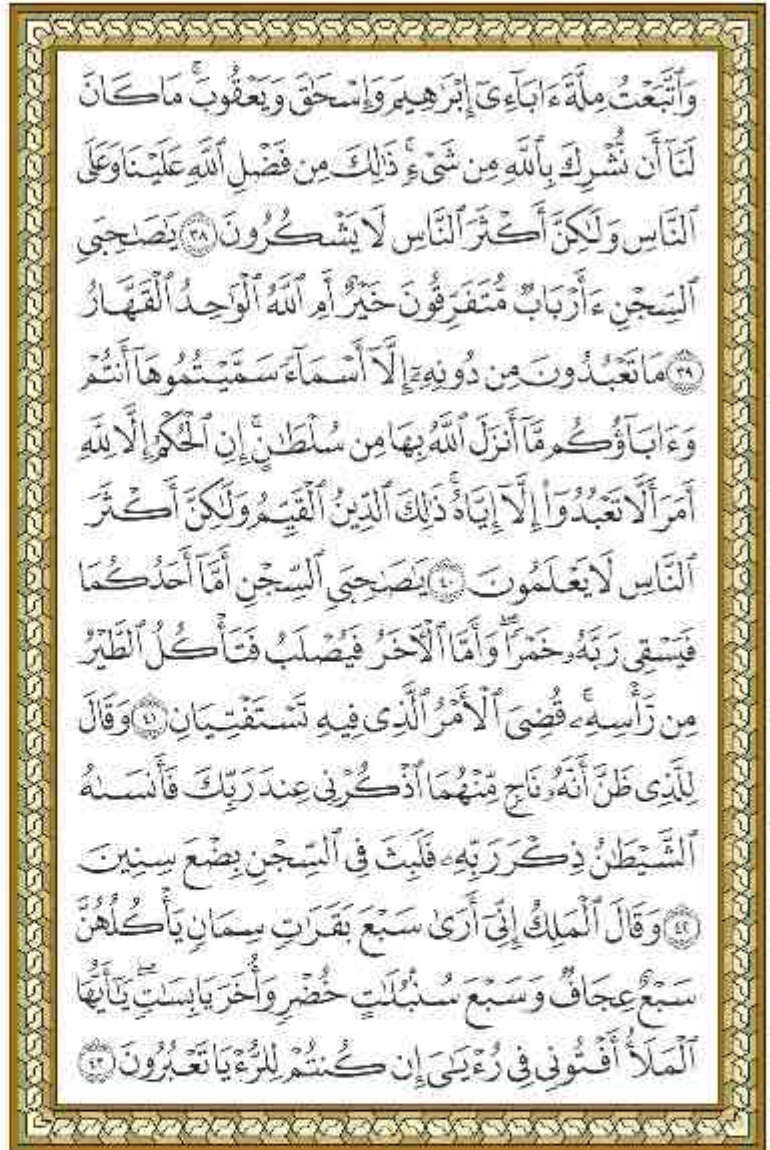 وَٱتَّبَعۡتُ مِلَّةَ ءَابَآءِىٓ إِبۡرَٰهِيمَ وَإِسۡحَٰقَ وَيَعۡقُوبَۚ مَا كَانَ
لَنَآ أَن نُّشۡرِكَ بِٱللَّهِ مِن شَىۡءٖۚ ذَٰلِكَ مِن فَضۡلِ ٱللَّهِ عَلَيۡنَا وَعَلَى
ٱلنَّاسِ وَلَٰكِنَّ أَكۡثَرَ ٱلنَّاسِ لَا يَشۡكُرُونَ ٣٨ يَٰصَٰحِبَىِ
ٱلسِّجۡنِ ءَأَرۡبَابٞ مُّتَفَرِّقُونَ خَيۡرٌ أَمِ ٱللَّهُ ٱلۡوَٰحِدُ ٱلۡقَهَّارُ
٣٩ مَا تَعۡبُدُونَ مِن دُونِهِۦٓ إِلَّآ أَسۡمَآءٗ سَمَّيۡتُمُوهَآ أَنتُمۡ
وَءَابَآؤُكُم مَّآ أَنزَلَ ٱللَّهُ بِهَا مِن سُلۡطَٰنٍۚ إِنِ ٱلۡحُكۡمُ إِلَّا لِلَّهِ
أَمَرَ أَلَّا تَعۡبُدُوٓاْ إِلَّآ إِيَّاهُۚ ذَٰلِكَ ٱلدِّينُ ٱلۡقَيِّمُ وَلَٰكِنَّ أَكۡثَرَ
ٱلنَّاسِ لَا يَعۡلَمُونَ ٤٠ يَٰصَٰحِبَىِ ٱلسِّجۡنِ أَمَّآ أَحَدُكُمَا
فَيَسۡقِى رَبَّهُۥ خَمۡرٗاۖ وَأَمَّا ٱلۡأٓخَرُ فَيُصۡلَبُ فَتَأۡكُلُ ٱلطَّيۡرُ
مِن رَّأۡسِهِۦۚ قُضِىَ ٱلۡأَمۡرُ ٱلَّذِى فِيهِ تَسۡتَفۡتِيَانِ ٤١ وَقَالَ
لِلَّذِى ظَنَّ أَنَّهُۥ نَاجٖ مِّنۡهُمَا ٱذۡكُرۡنِى عِندَ رَبِّكَ فَأَنسَىٰهُ
ٱلشَّيۡطَٰنُ ذِكۡرَ رَبِّهِۦ فَلَبِثَ فِى ٱلسِّجۡنِ بِضۡعَ سِنِينَ
٤٢ وَقَالَ ٱلۡمَلِكُ إِنِّىٓ أَرَىٰ سَبۡعَ بَقَرَٰتٖ سِمَانٖ يَأۡكُلُهُنَّ
سَبۡعٌ عِجَافٞ وَسَبۡعَ سُنۢبُلَٰتٍ خُضۡرٖ وَأُخَرَ يَابِسَٰتٖۖ يَٰٓأَيُّهَا
ٱلۡمَلَأُ أَفۡتُونِى فِى رُءۡيَٰىَ إِن كُنتُمۡ لِلرُّءۡيَا تَعۡبُرُونَ ٤٣